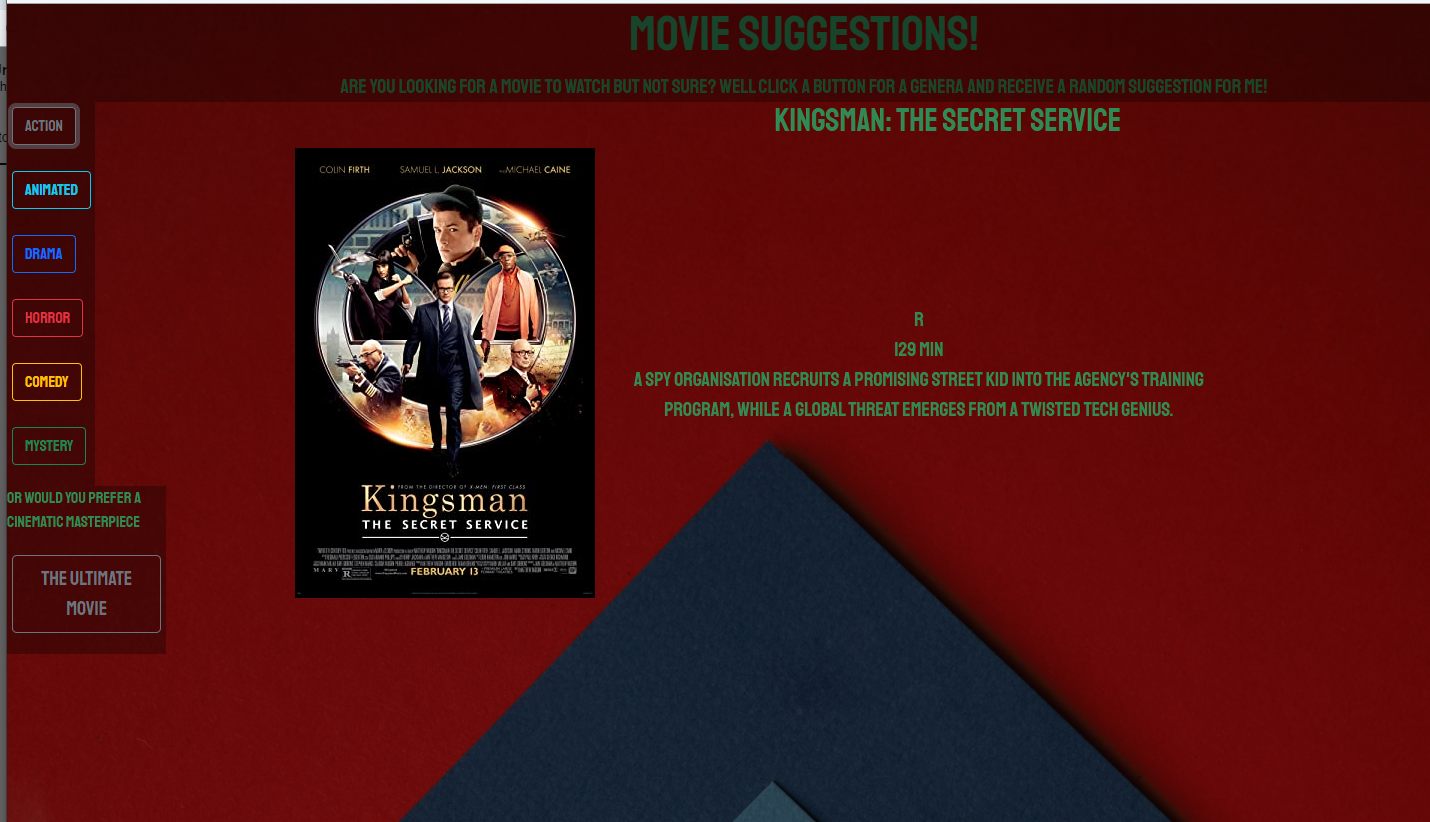 MOVIE SUGGESTIONS!
ARE YOU LOOKING FOR A MOVIE TO WATCH BUT NOT SURE? WELL CLICK A BUTTON FOR A GENERA AND RECEIVE A RANDOM SUGGESTION FOR ME!
KINGSMAN: THE SECRET SERVICE
ACTION
ANIMATED
DRAMA
HORROR
COMEDY
MYSTERY
OR WOULD YOU PREFER A
CINEMATIC MASTERPIECE
THE ULTIMATE
MOVIE
COLIN FIRTH SAMUEL L. JACKSON AND MICHAEL CAINE
FROM THE DIRECTOR OF X-MEN: FIRST CLASS
Kingsman
THE SECRET SERVICE
MARV R FEBRUARY 13
R
129 MIN
A SPY ORGANISATION RECRUITS A PROMISING STREET KID INTO THE AGENCY'S TRAINING
PROGRAM, WHILE A GLOBAL THREAT EMERGES FROM A TWISTED TECH GENIUS.